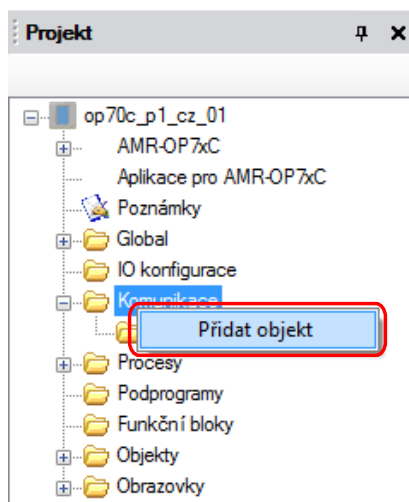 Projekt
op70c_p1_cz_01
AMR-OP7xC
Aplikace pro AMR-OP7xC
Poznámky
Global
IO konfigurace
Komunikace
Přidat objekt
Procesy
Podprogramy
Funkční bloky
Objekty
Obrazovky